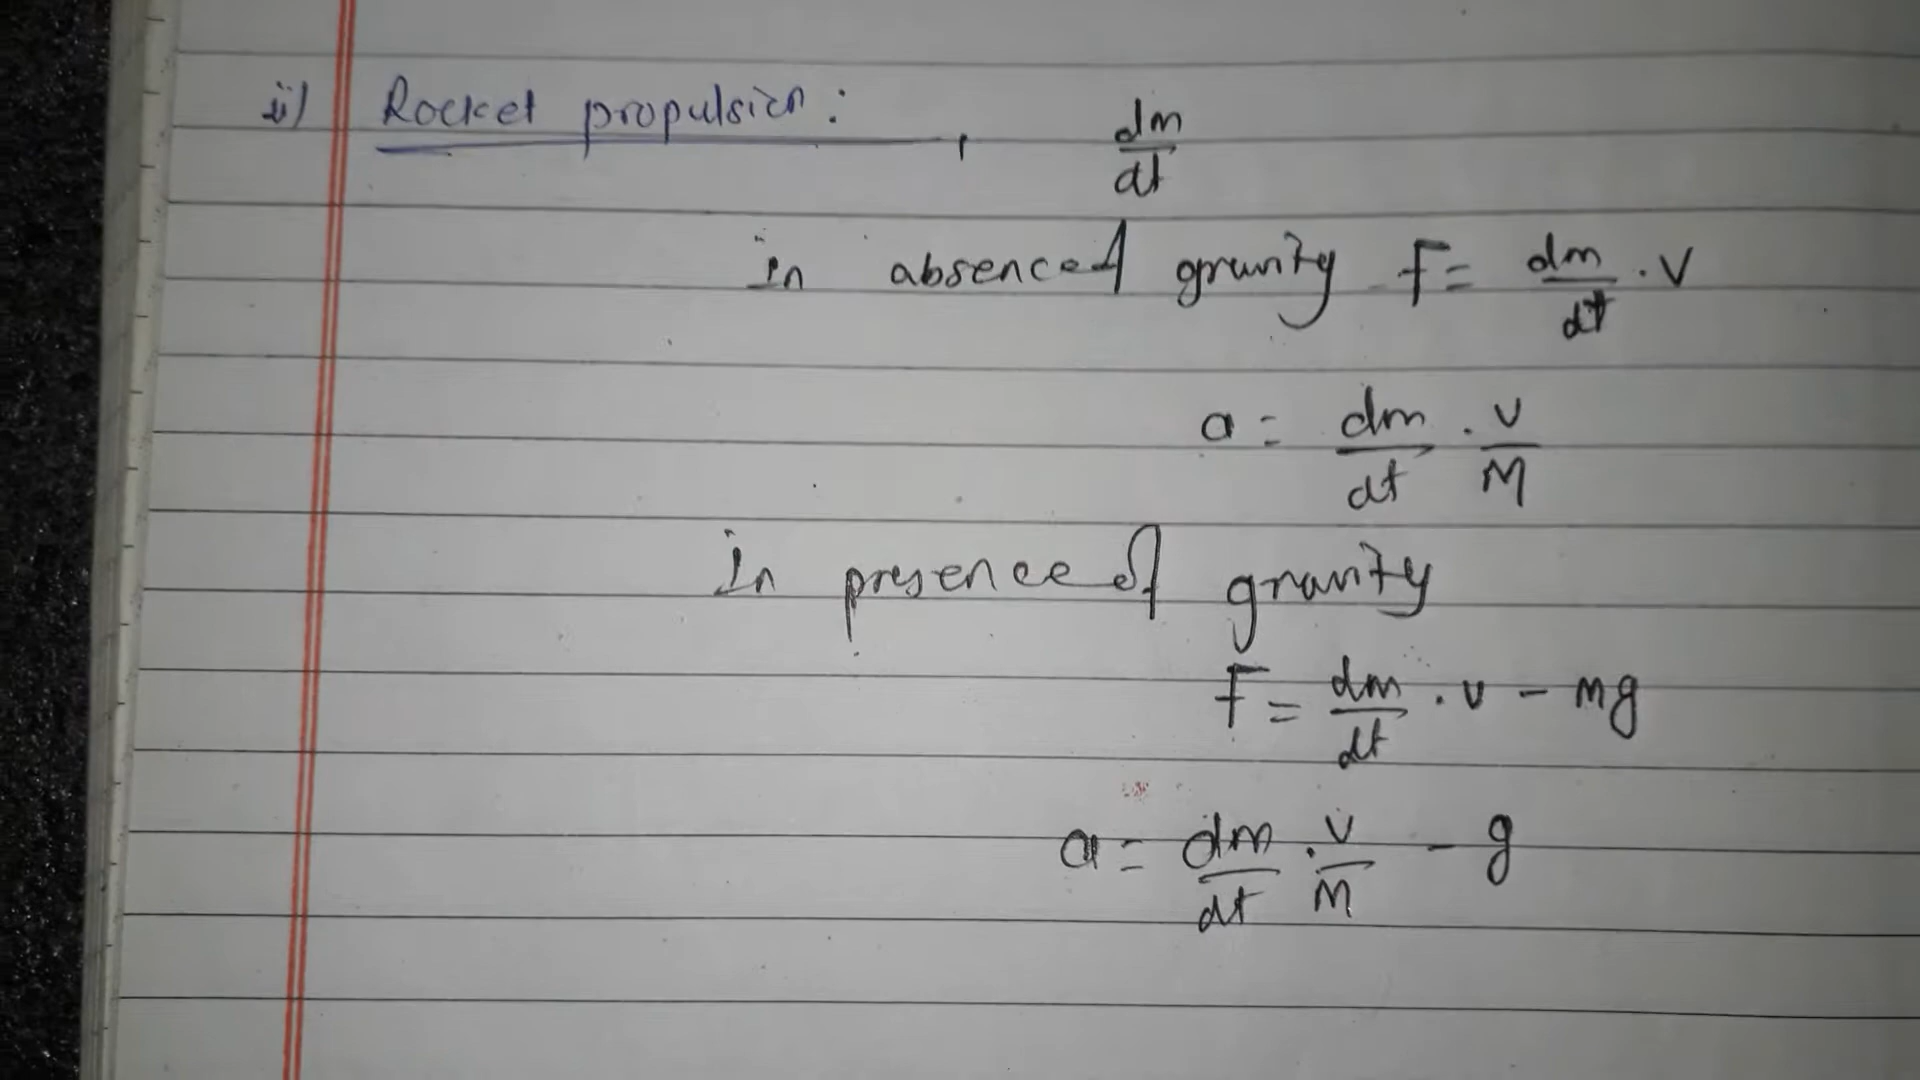 ii) Rocket propulsion: dm/dt
In absence of gravity F = dm/dt . v
a = dm/dt . v/M
In presence of gravity
F = dm/dt . v - mg
a = dm/dt . v/M - g